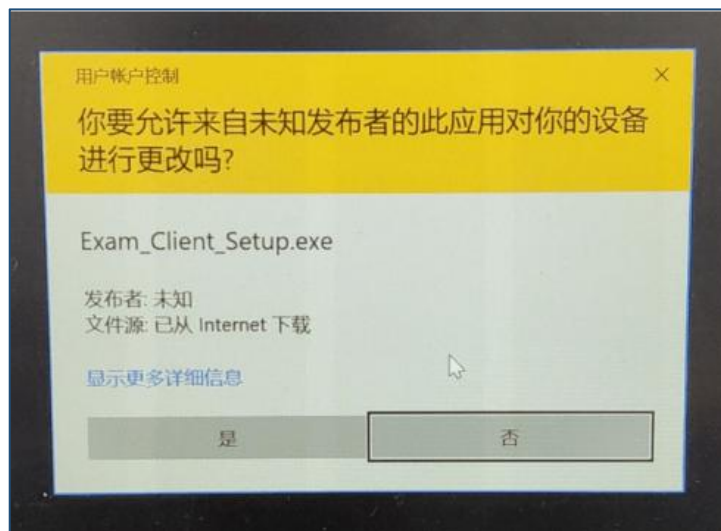 用户帐户控制
你要允许来自未知发布者的此应用对你的设备
进行更改吗?
Exam_Client_Setup.exe
发布者: 未知
文件源: 已从 Internet 下载
显示更多详细信息
是
否